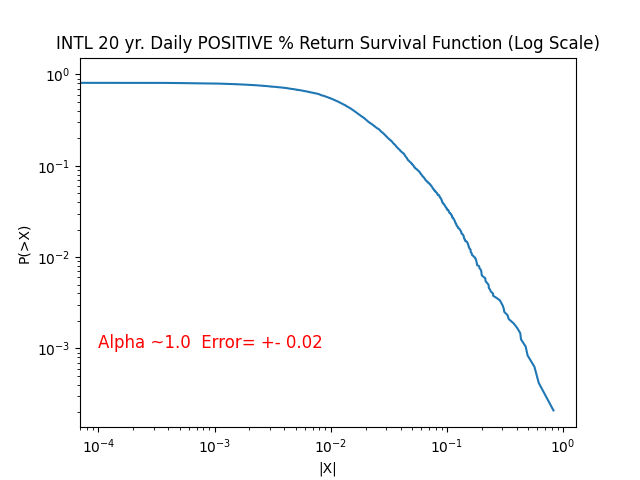 INTL 20 yr. Daily POSITIVE % Return Survival Function (Log Scale)
10⁰
10⁻¹
P(>X)
10⁻²
Alpha ~1.0  Error= +- 0.02
10⁻³
10⁻⁴ 10⁻³ 10⁻² 10⁻¹ 10⁰
|X|